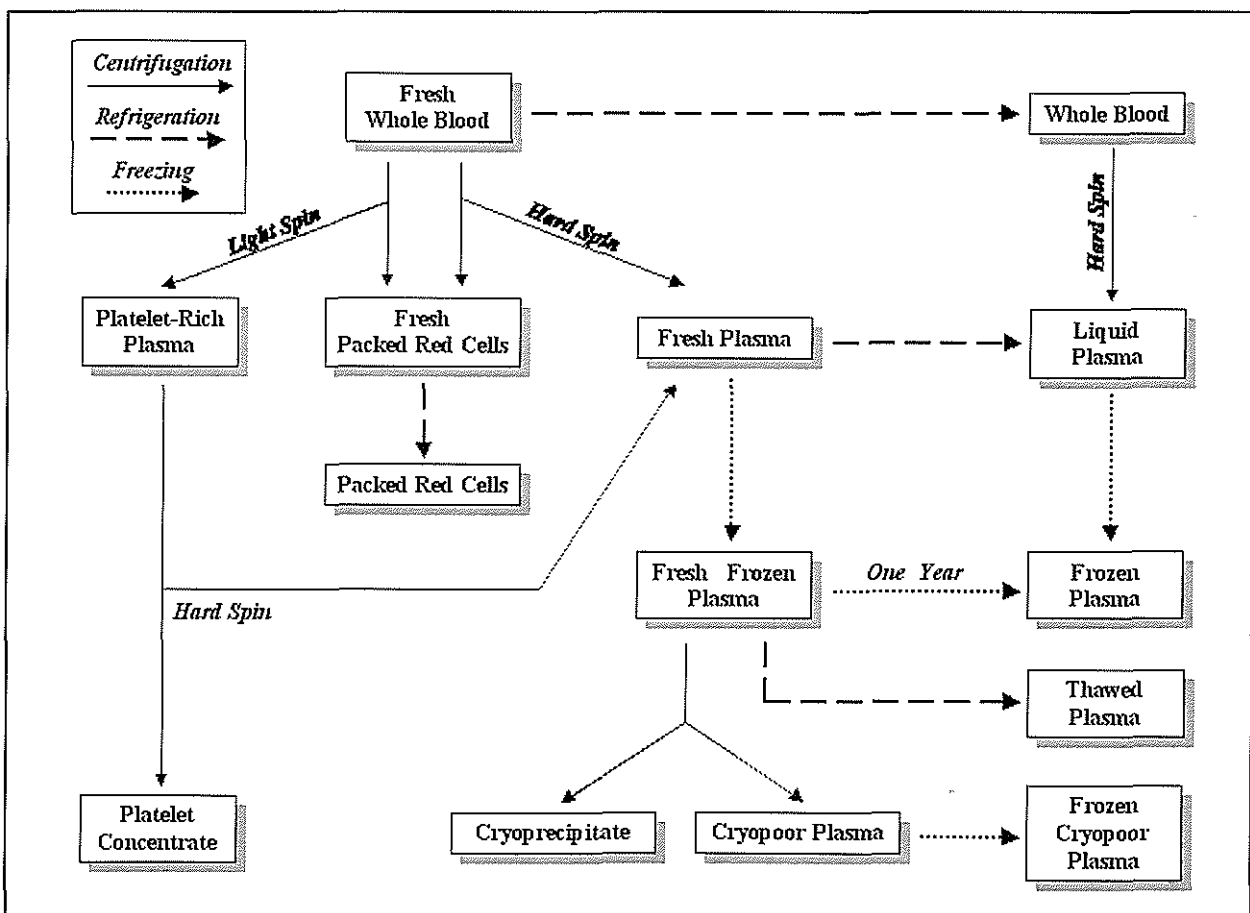 Centrifugation
Refrigeration
Freezing
Fresh
Whole Blood
Whole Blood
Light Spin
Hard Spin
Hard Spin
Platelet-Rich
Plasma
Fresh
Packed Red Cells
Fresh Plasma
Liquid
Plasma
Packed Red Cells
Fresh Frozen
Plasma
One Year
Frozen
Plasma
Hard Spin
Thawed
Plasma
Platelet
Concentrate
Cryoprecipitate
Cryopoor Plasma
Frozen
Cryopoor
Plasma